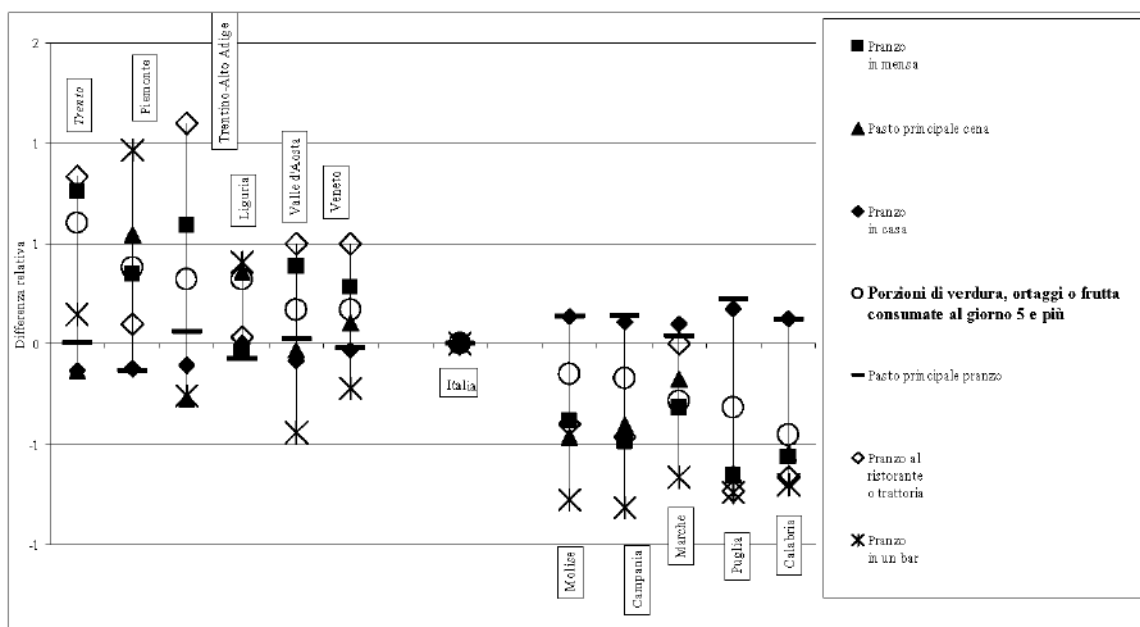 Differenza relativa
2
1
1
0
-1
-1
Trento
Piemonte
Trentino-Alto Adige
Liguria
Valle d'Aosta
Veneto
Italia
Molise
Campania
Marche
Puglia
Calabria
Pranzo
in mensa
Pasto principale cena
Pranzo
in casa
Porzioni di verdura, ortaggi o frutta
consumate al giorno 5 e più
Pasto principale pranzo
Pranzo al
ristorante
o trattoria
Pranzo
in un bar